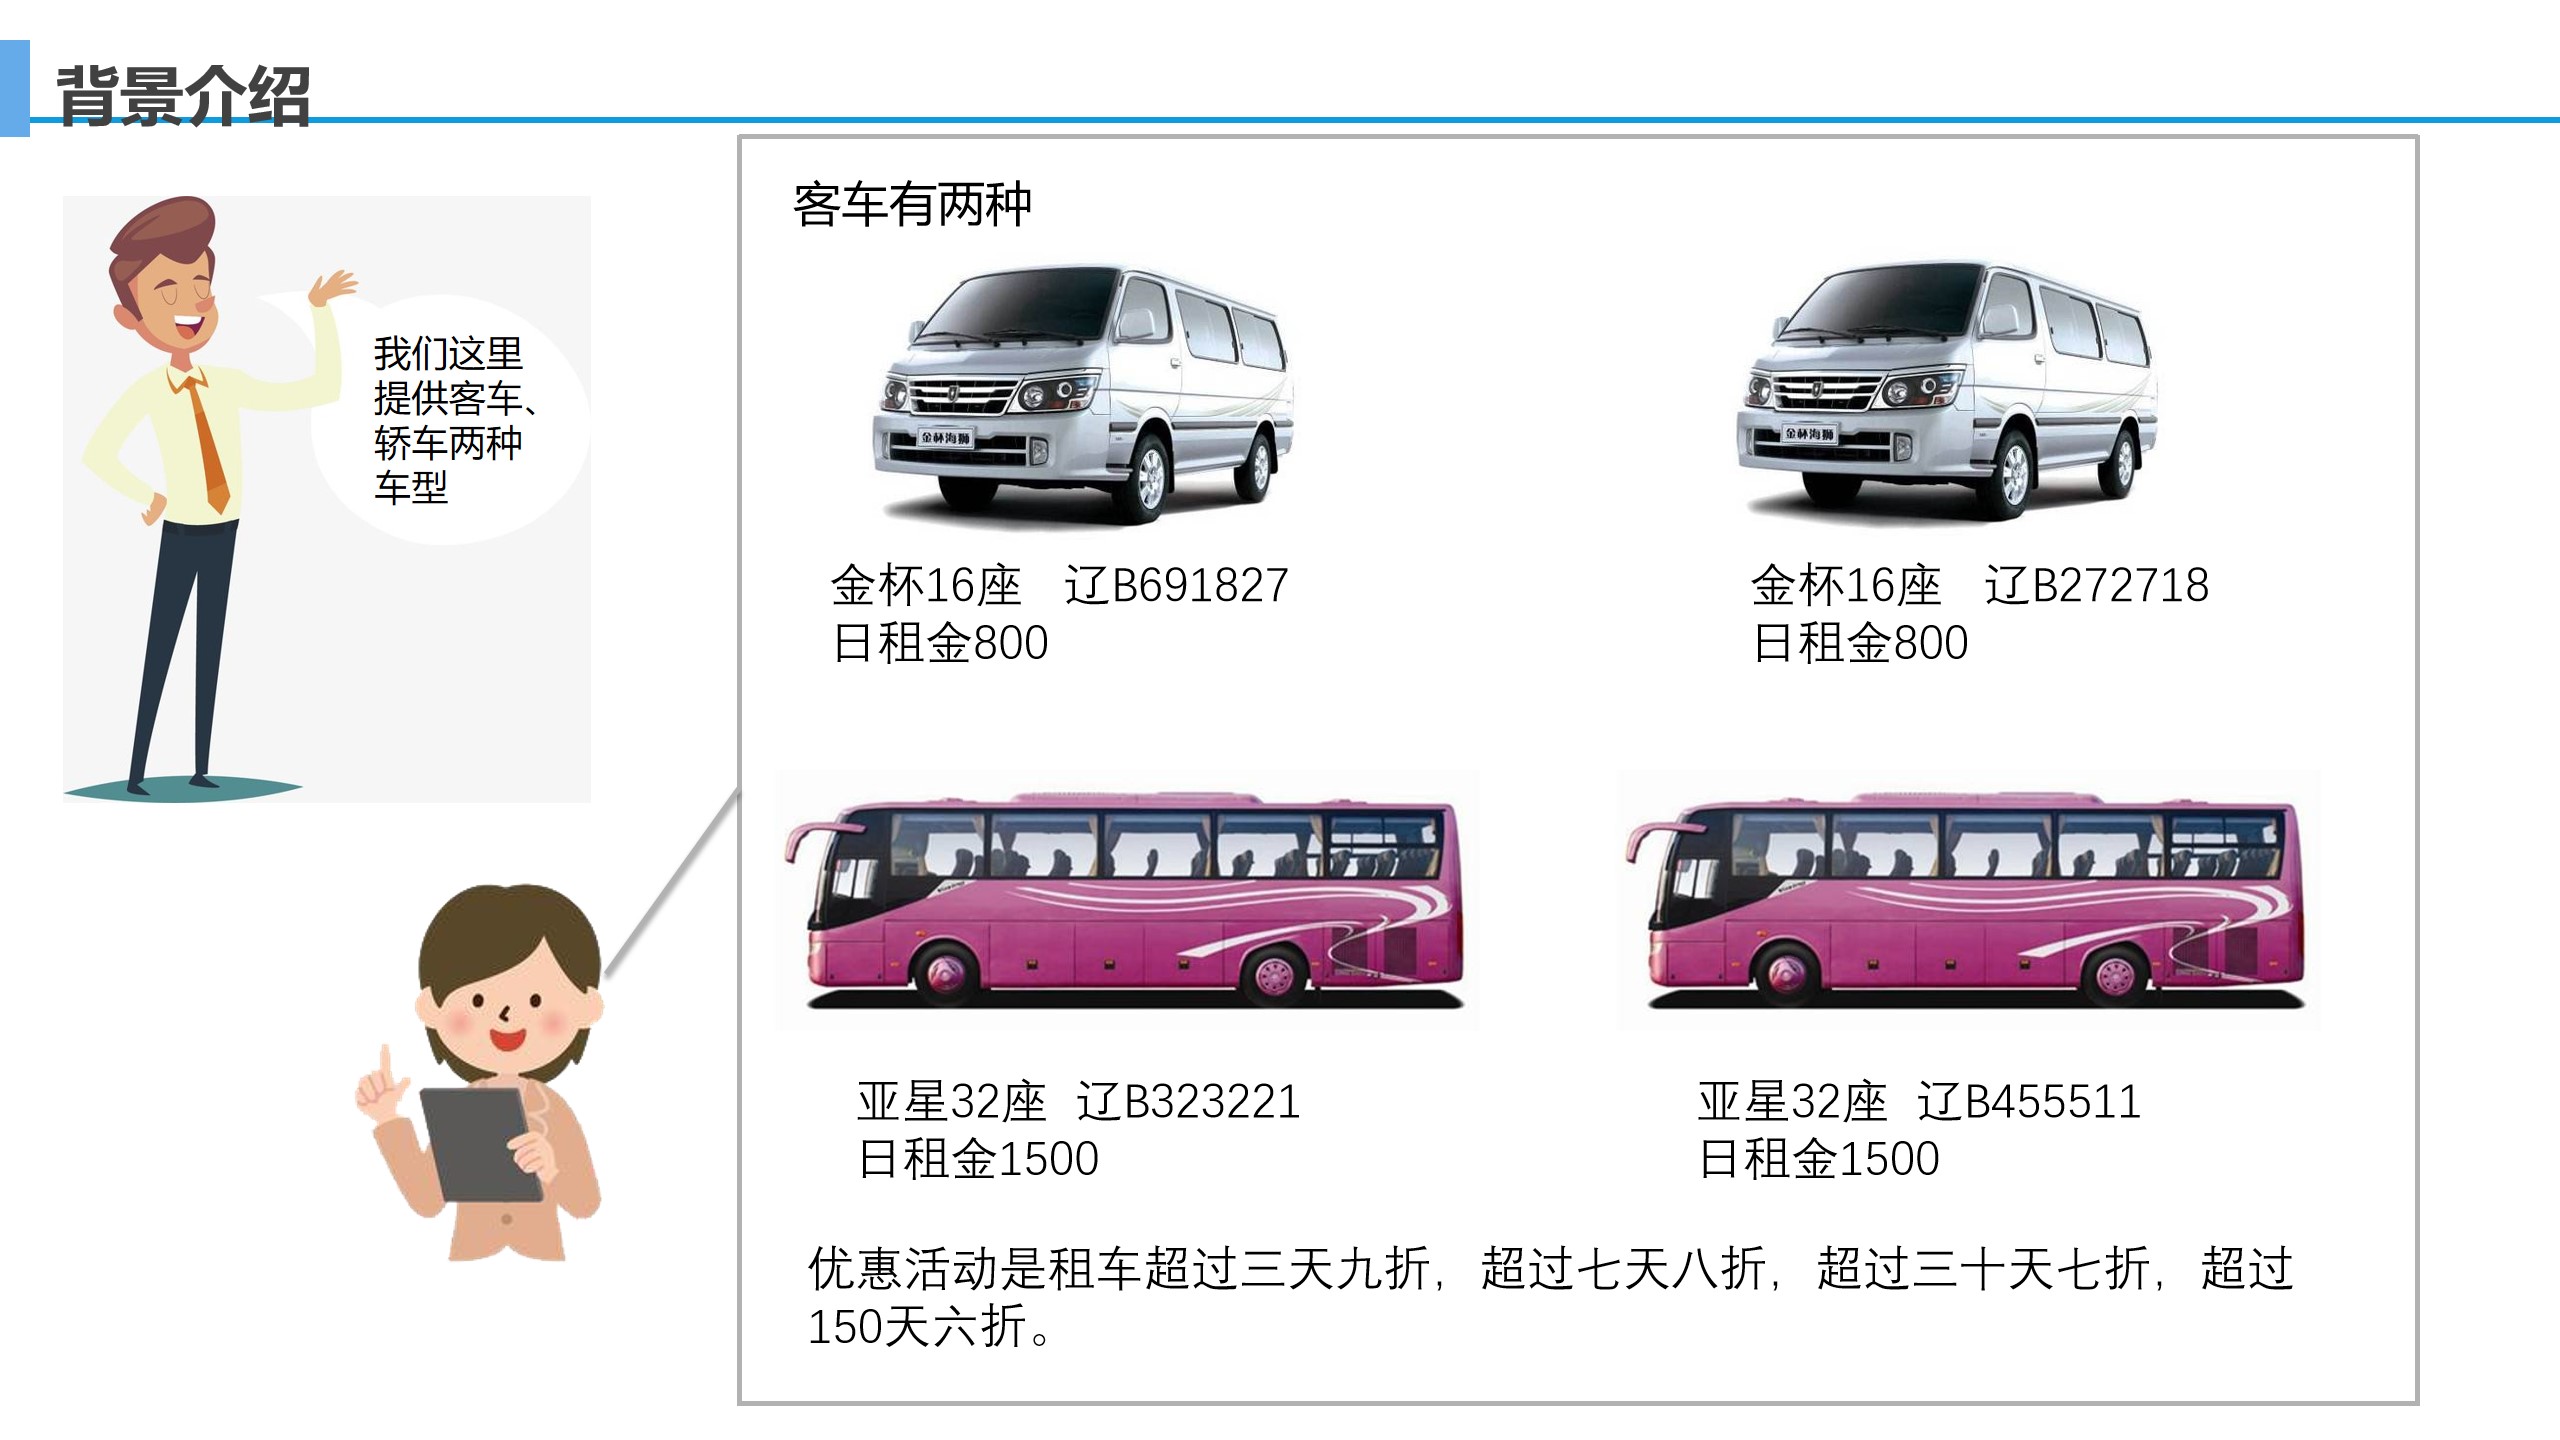 背景介绍
我们这里
提供客车、
轿车两种
车型
客车有两种
金杯海狮
金杯海狮
金杯16座 辽B691827
日租金800
金杯16座 辽B272718
日租金800
亚星32座 辽B323221
日租金1500
亚星32座 辽B455511
日租金1500
优惠活动是租车超过三天九折，超过七天八折，超过三十天七折，超过
150天六折。